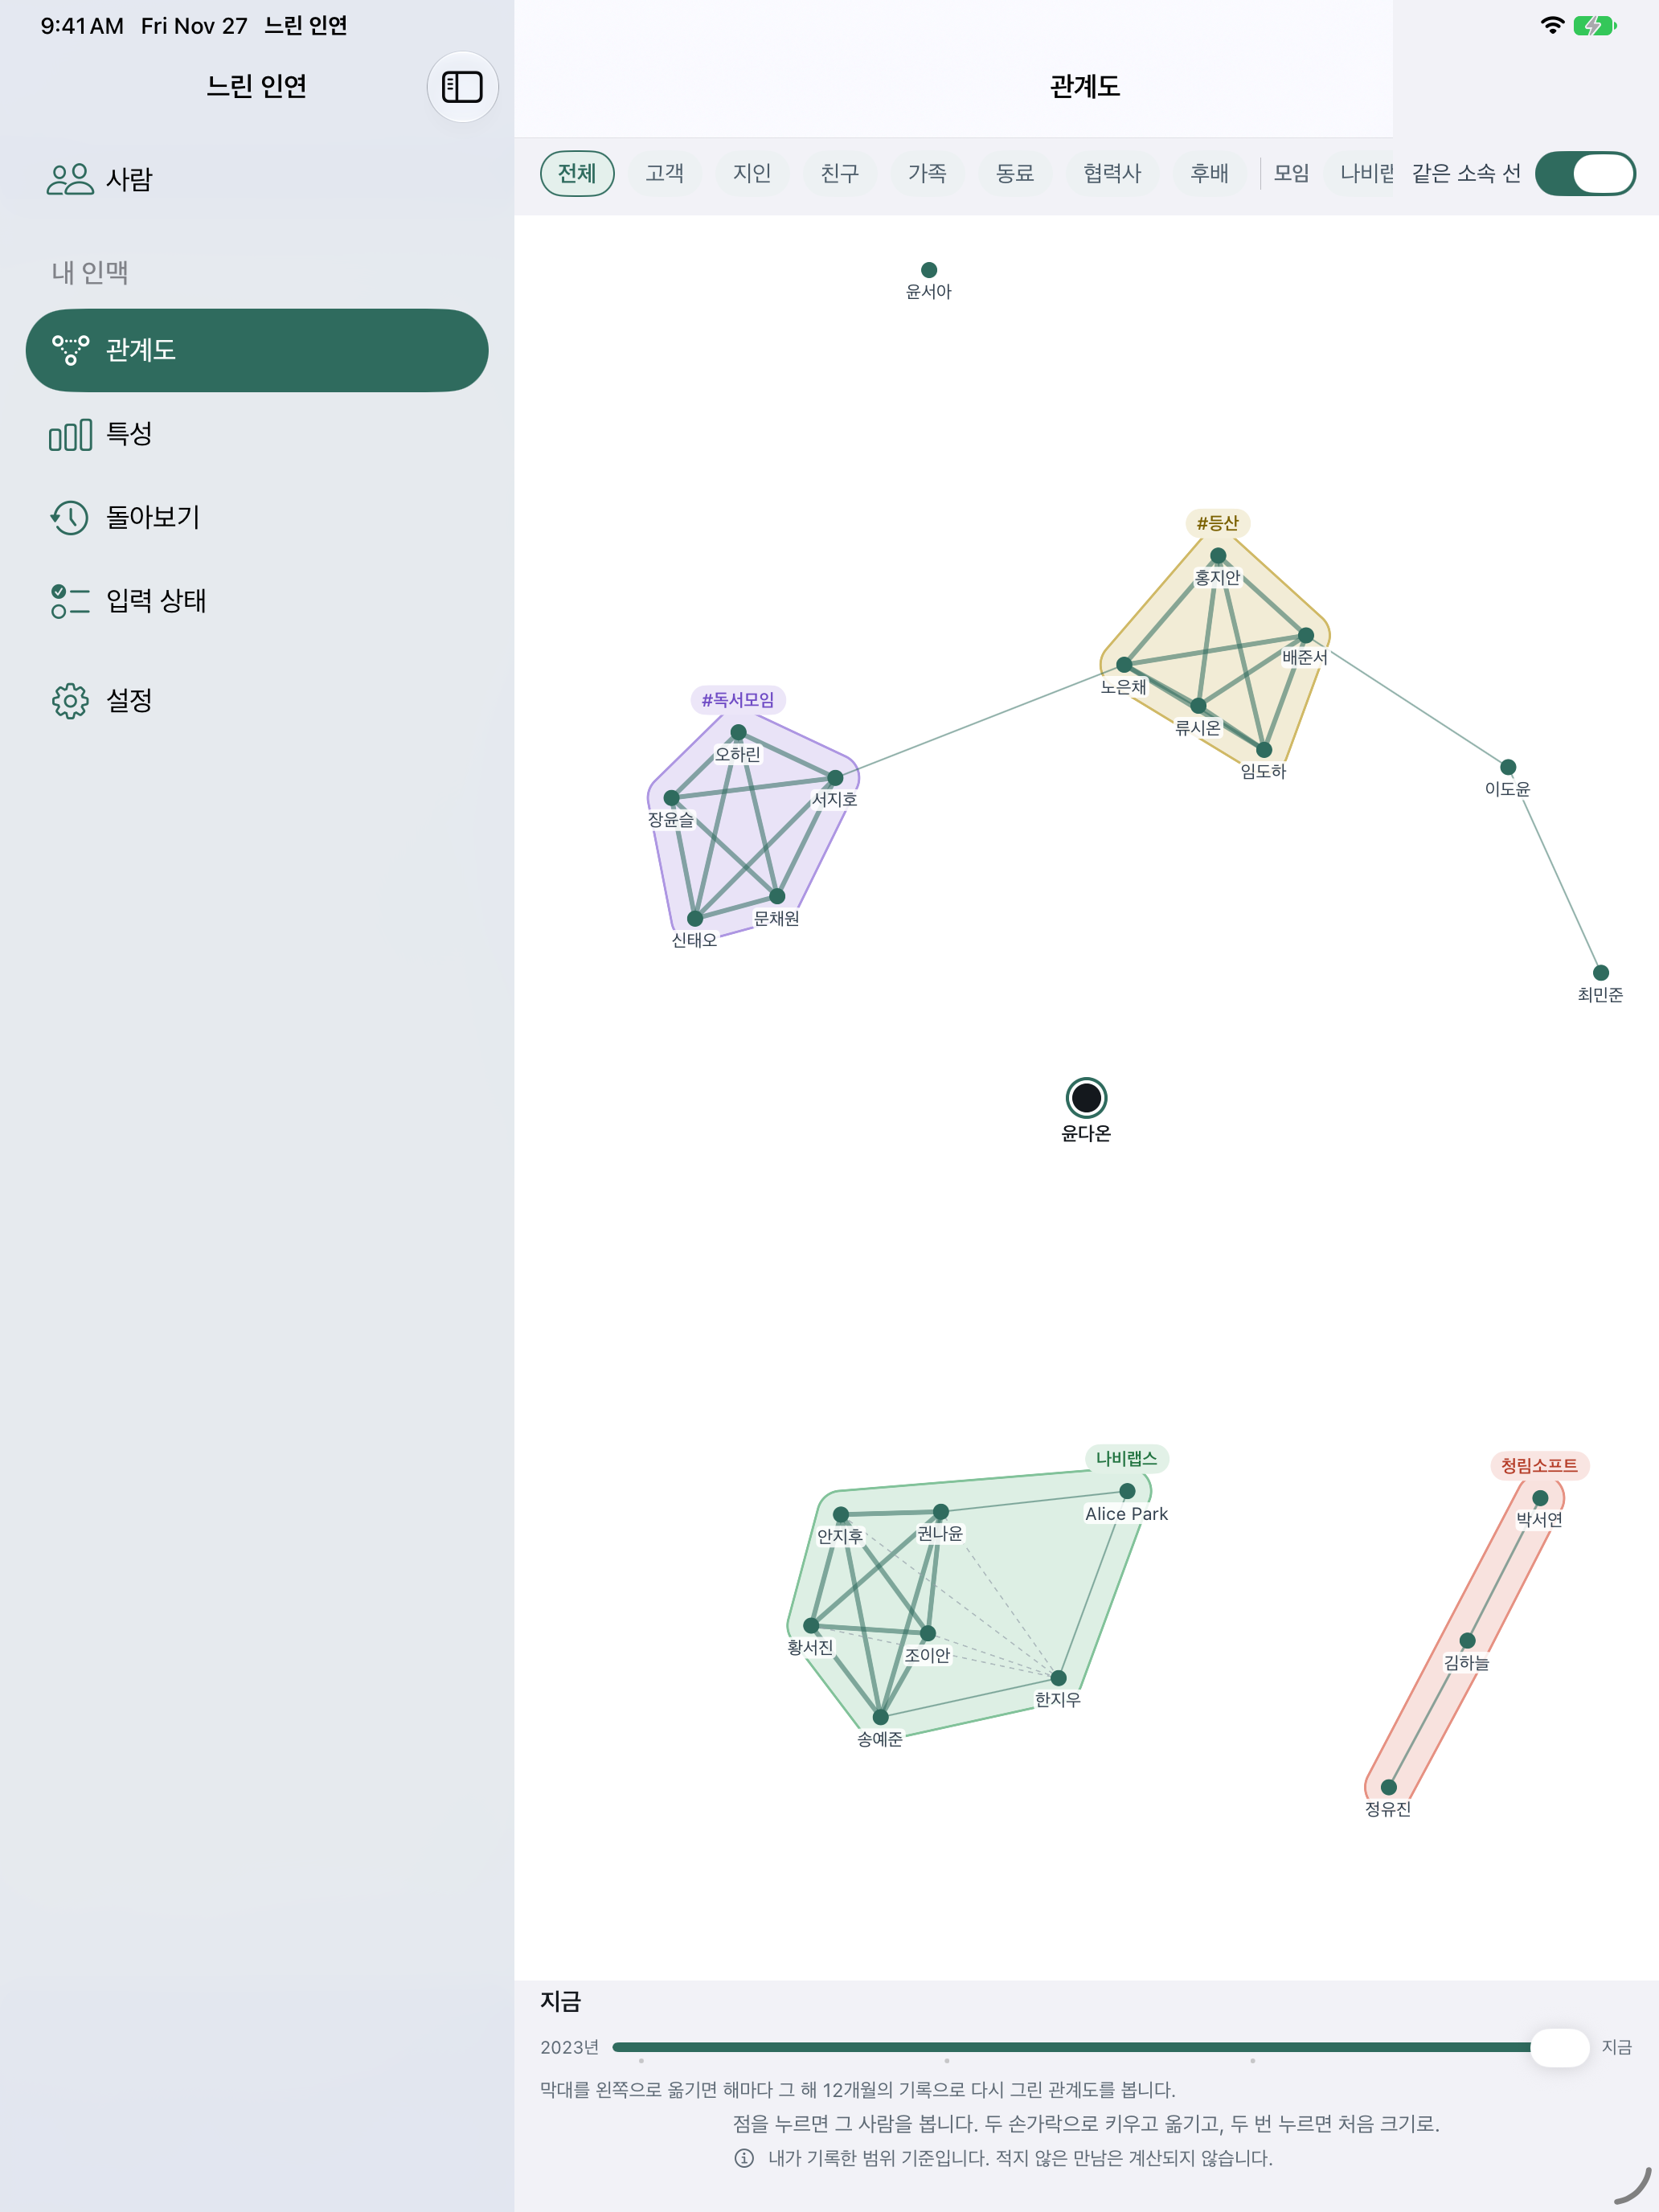 9:41 AM Fri Nov 27 느린 인연
느린 인연
사람
내 인맥
관계도
특성
돌아보기
입력 상태
설정
관계도
전체 고객 지인 친구 가족 동료 협력사 후배 모임 나비랩 같은 소속 선
윤서아
#등산
홍지안
배준서
노은채
류시온
임도하
#독서모임
오하린
서지호
장윤슬
문채원
신태오
이도윤
최민준
윤다온
나비랩스
Alice Park
안지후
권나윤
황서진
조이안
한지우
송예준
청림소프트
박서연
김하늘
정유진
지금
2023년 지금
막대를 왼쪽으로 옮기면 해마다 그 해 12개월의 기록으로 다시 그린 관계도를 봅니다.
점을 누르면 그 사람을 봅니다. 두 손가락으로 키우고 옮기고, 두 번 누르면 처음 크기로.
내가 기록한 범위 기준입니다. 적지 않은 만남은 계산되지 않습니다.